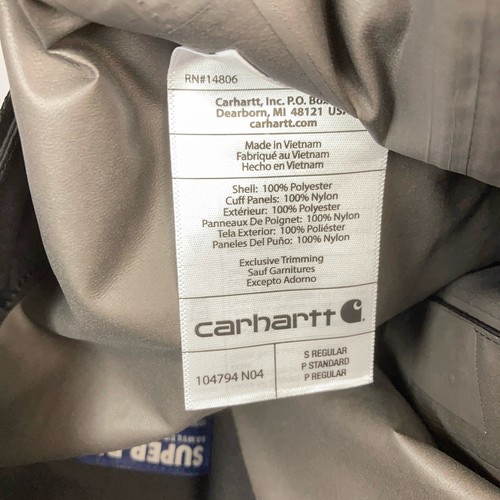 RN#14806
Carhartt, Inc. P.O. Box
Dearborn, MI 48121 USA
carhartt.com
Made in Vietnam
Fabriqué au Vietnam
Hecho en Vietnam
Shell: 100% Polyester
Cuff Panels: 100% Nylon
Extérieur: 100% Polyester
Panneaux De Poignet: 100% Nylon
Tela Exterior: 100% Poliéster
Paneles Del Puño: 100% Nylon
Exclusive Trimming
Sauf Garnitures
Excepto Adorno
carhartt
104794 N04
S REGULAR
P STANDARD
P REGULAR
SUPER